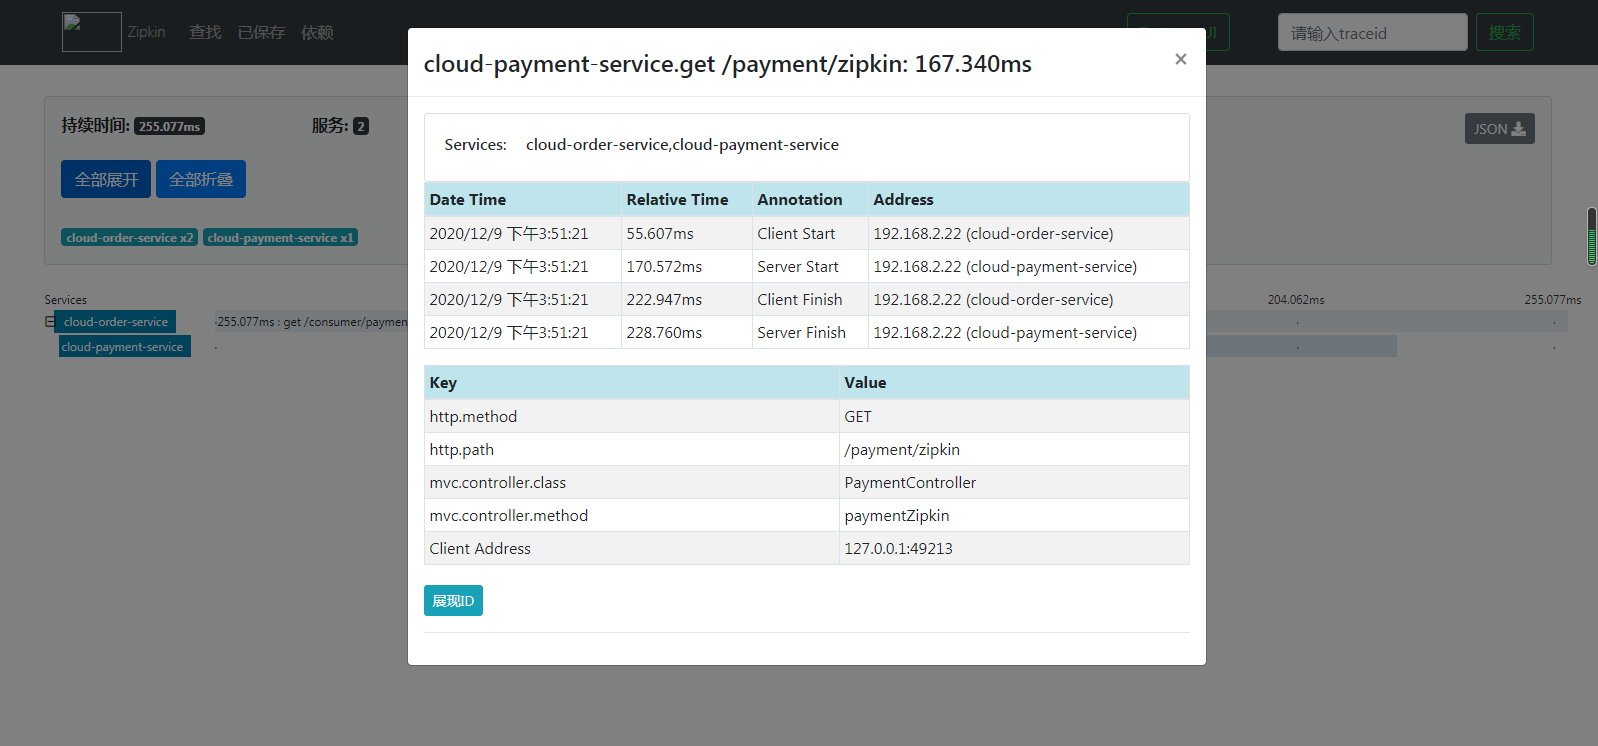 Zipkin 查找 已保存 依赖 请输入traceid 搜索
cloud-payment-service.get /payment/zipkin: 167.340ms ×
持续时间: 255.077ms 服务: 2 JSON
全部展开 全部折叠
cloud-order-service x2 cloud-payment-service x1
Services: cloud-order-service,cloud-payment-service
Date Time Relative Time Annotation Address
2020/12/9 下午3:51:21 55.607ms Client Start 192.168.2.22 (cloud-order-service)
2020/12/9 下午3:51:21 170.572ms Server Start 192.168.2.22 (cloud-payment-service)
2020/12/9 下午3:51:21 222.947ms Client Finish 192.168.2.22 (cloud-order-service)
2020/12/9 下午3:51:21 228.760ms Server Finish 192.168.2.22 (cloud-payment-service)
Services 204.062ms 255.077ms
cloud-order-service 255.077ms : get /consumer/paymen
cloud-payment-service
Key Value
http.method GET
http.path /payment/zipkin
mvc.controller.class PaymentController
mvc.controller.method paymentZipkin
Client Address 127.0.0.1:49213
展现ID